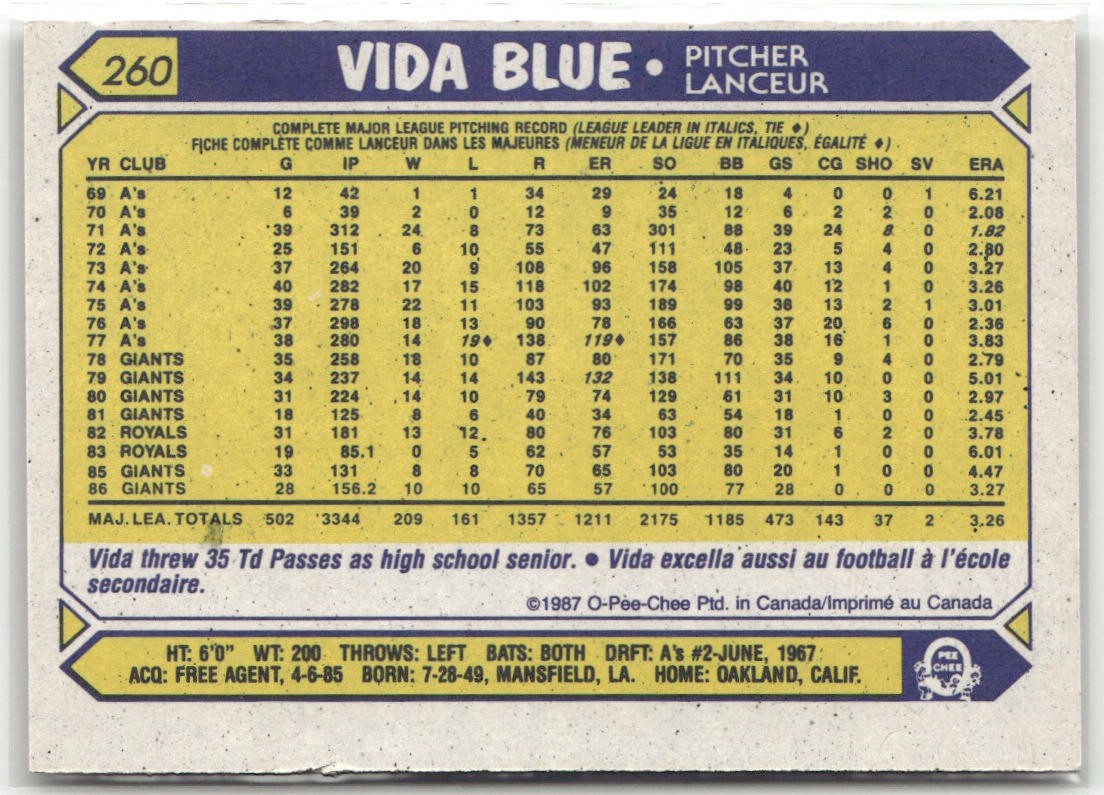 260
VIDA BLUE • PITCHER
LANCEUR
COMPLETE MAJOR LEAGUE PITCHING RECORD (LEAGUE LEADER IN ITALICS, TIE ♦)
FICHE COMPLÈTE COMME LANCEUR DANS LES MAJEURES (MENEUR DE LA LIGUE EN ITALIQUES, ÉGALITÉ ♦)
YR CLUB G IP W L R ER SO BB GS CG SHO SV ERA
69 A's 12 42 1 1 34 29 24 18 4 0 0 1 6.21
70 A's 6 39 2 0 12 9 35 12 6 2 2 0 2.08
71 A's 39 312 24 8 73 63 301 88 39 24 8 0 1.82
72 A's 25 151 6 10 55 47 111 48 23 5 4 0 2.80
73 A's 37 264 20 9 108 96 158 105 37 13 4 0 3.27
74 A's 40 282 17 15 118 102 174 98 40 12 1 0 3.26
75 A's 39 278 22 11 103 93 189 99 36 13 2 1 3.01
76 A's 37 298 18 13 90 78 166 63 37 20 6 0 2.36
77 A's 38 280 14 19♦ 138 119♦ 157 86 38 16 1 0 3.83
78 GIANTS 35 258 18 10 87 80 171 70 35 9 4 0 2.79
79 GIANTS 34 237 14 14 143 132 138 111 34 10 0 0 5.01
80 GIANTS 31 224 14 10 79 74 129 61 31 10 3 0 2.97
81 GIANTS 18 125 8 6 40 34 63 54 18 1 0 0 2.45
82 ROYALS 31 181 13 12 80 76 103 80 31 6 2 0 3.78
83 ROYALS 19 85.1 0 5 62 57 53 35 14 1 0 0 6.01
85 GIANTS 33 131 8 8 70 65 103 80 20 1 0 0 4.47
86 GIANTS 28 156.2 10 10 65 57 100 77 28 0 0 0 3.27
MAJ. LEA. TOTALS 502 3344 209 161 1357 1211 2175 1185 473 143 37 2 3.26
Vida threw 35 Td Passes as high school senior. • Vida excella aussi au football à l'école
secondaire.
©1987 O-Pee-Chee Ptd. in Canada/Imprimé au Canada
HT: 6'0" WT: 200 THROWS: LEFT BATS: BOTH DRFT: A's #2-JUNE, 1967
ACQ: FREE AGENT, 4-6-85 BORN: 7-28-49, MANSFIELD, LA. HOME: OAKLAND, CALIF.
O
PEE
CHEE